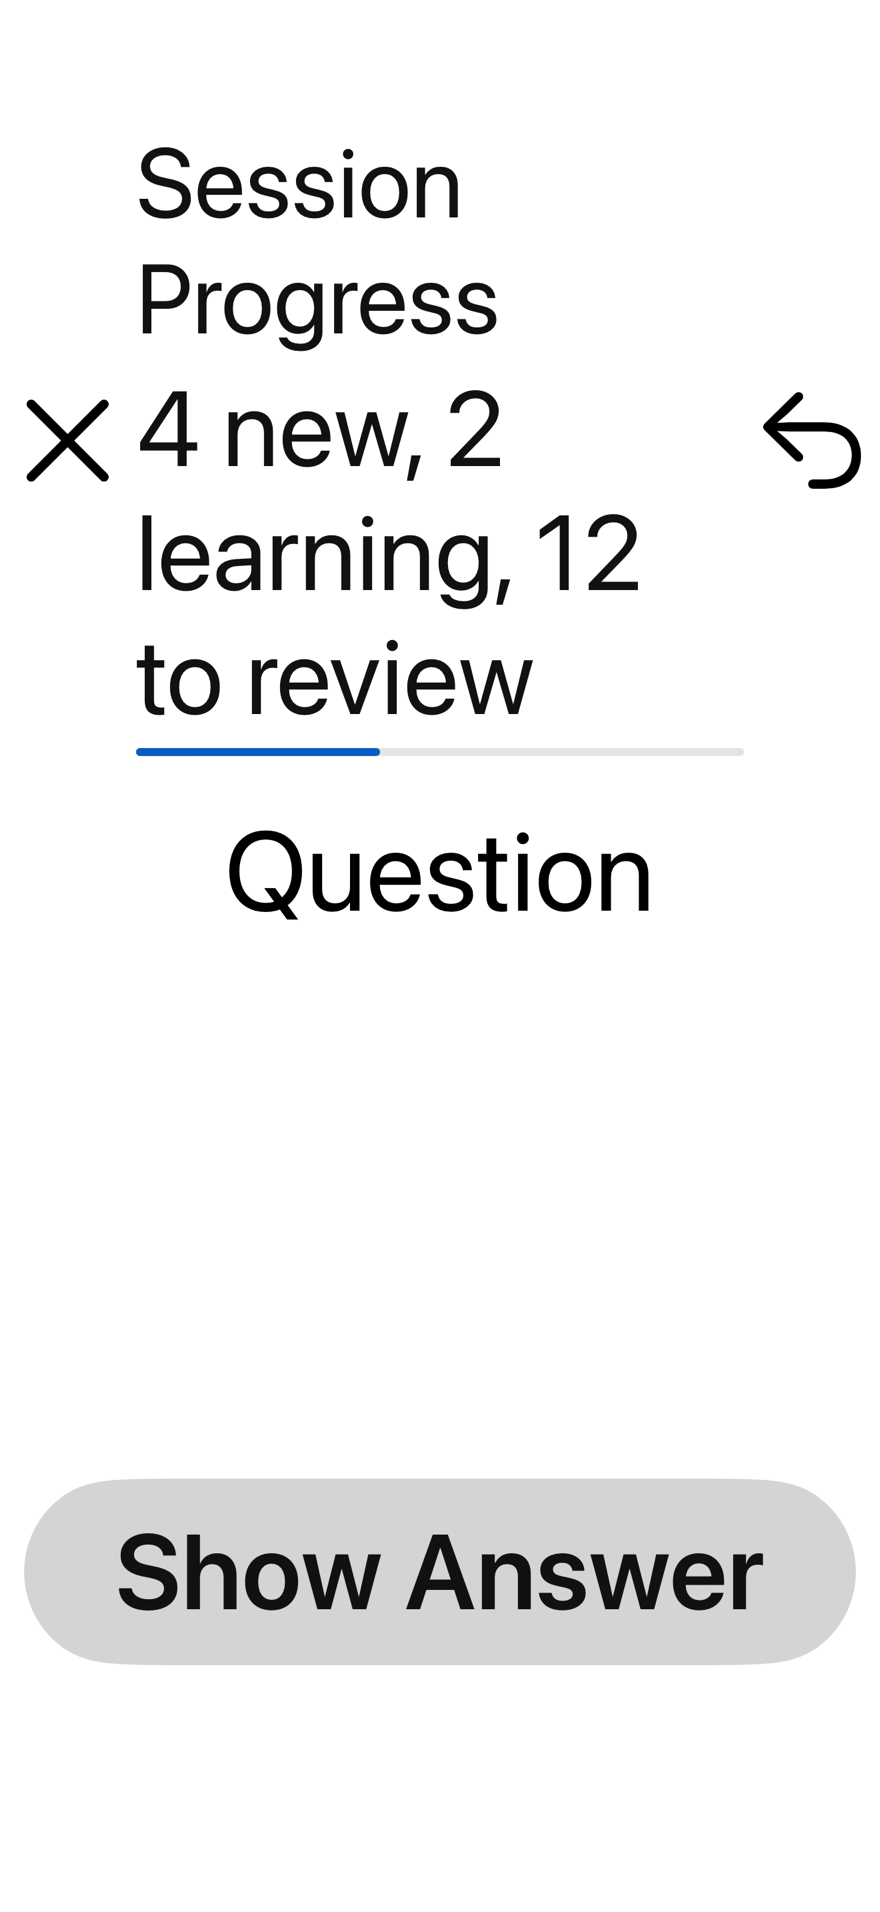 Session
Progress
4 new, 2
learning, 12
to review
Question
Show Answer